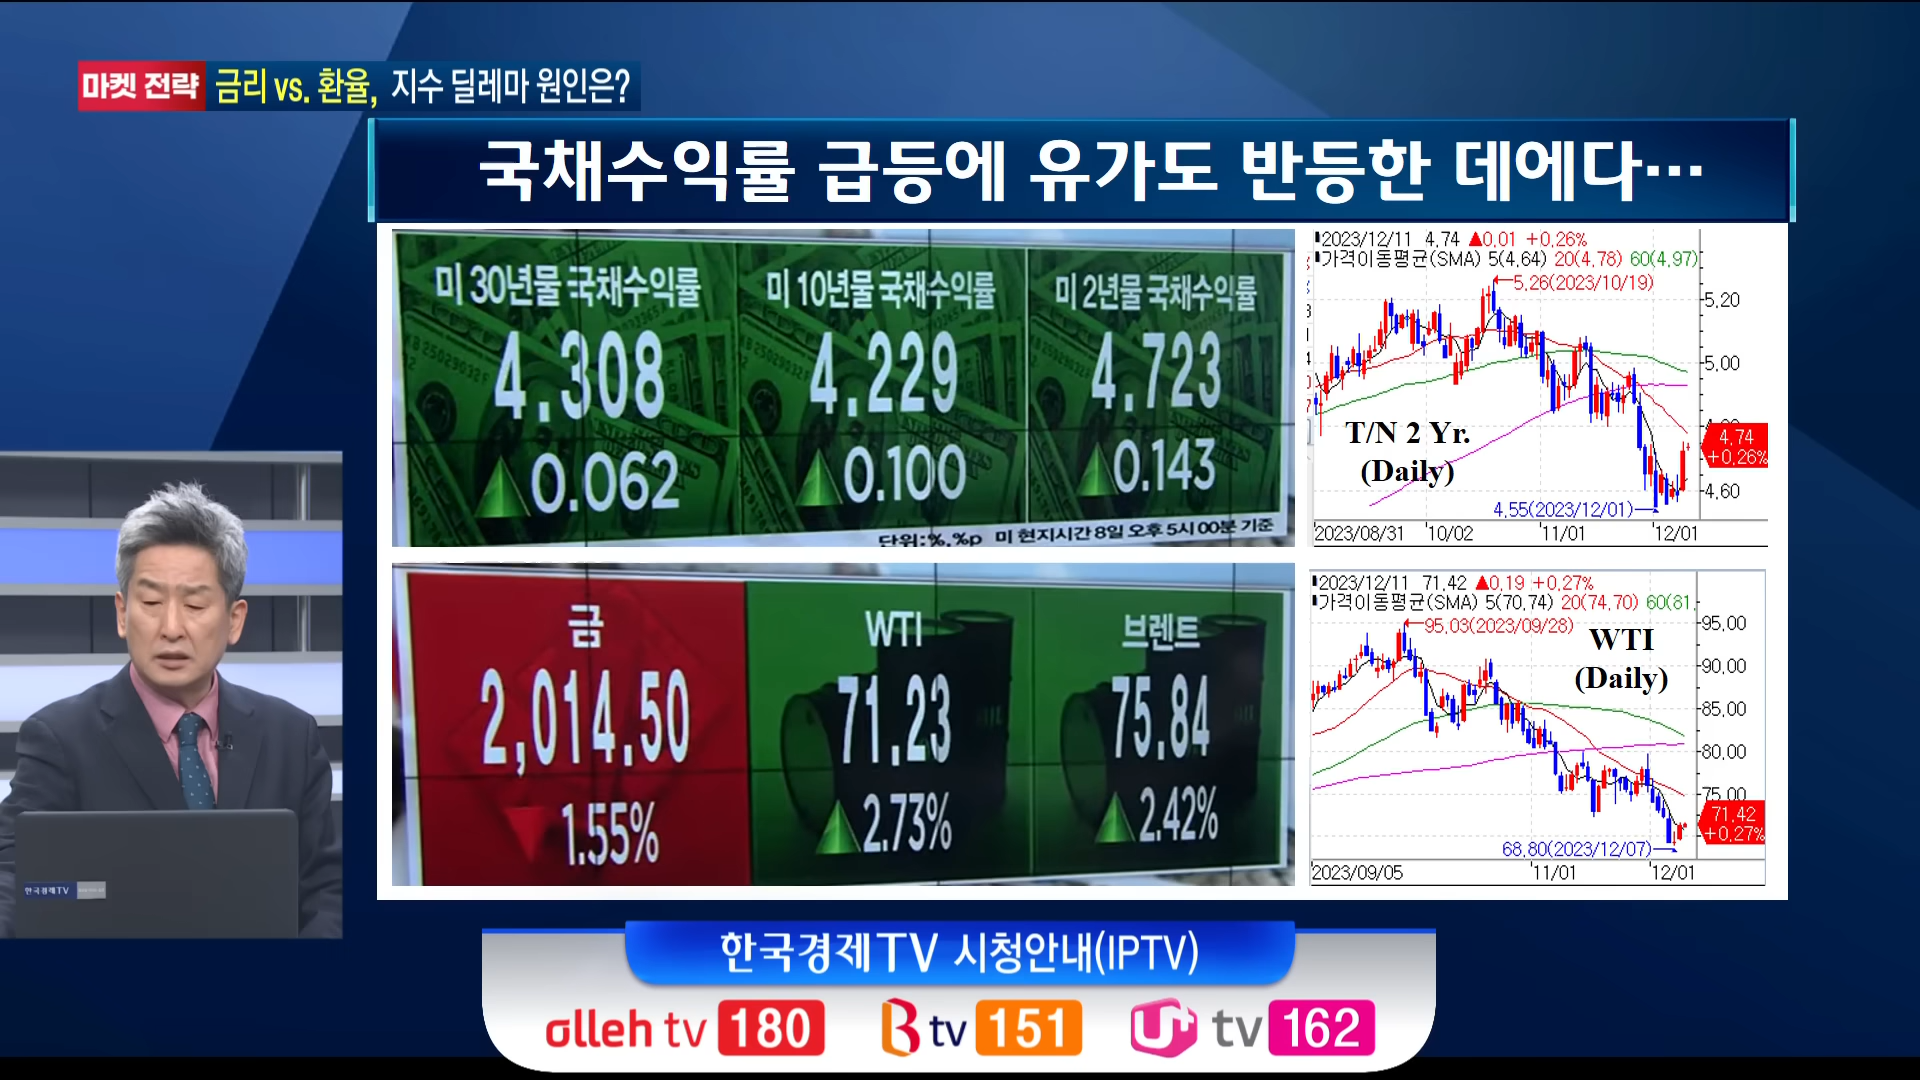 마켓 전략 금리 vs. 환율, 지수 딜레마 원인은?
국채수익률 급등에 유가도 반등한 데에다…
미 30년물 국채수익률
4.308
▲0.062
미 10년물 국채수익률
4.229
▲0.100
미 2년물 국채수익률
4.723
▲0.143
단위:%,%p 미 현지시간 8일 오후 5시 00분 기준
2023/12/11 4.74 ▲0.01 +0.26%
가격이동평균(SMA) 5(4.64) 20(4.78) 60(4.97)
5.26(2023/10/19)
5.20
5.00
T/N 2 Yr.
(Daily)
4.74
+0.26%
4.60
4.55(2023/12/01)
2023/08/31 10/02 11/01 12/01
금
2,014.50
▼1.55%
WTI
71.23
▲2.73%
브렌트
75.84
▲2.42%
2023/12/11 71.42 ▲0.19 +0.27%
가격이동평균(SMA) 5(70.74) 20(74.70) 60(81.
95.03(2023/09/28)
95.00
WTI
(Daily)
90.00
85.00
80.00
75.00
71.42
+0.27%
68.80(2023/12/07)
2023/09/05 11/01 12/01
한국경제TV
한국경제TV 시청안내(IPTV)
olleh tv 180 B tv 151 U+ tv 162